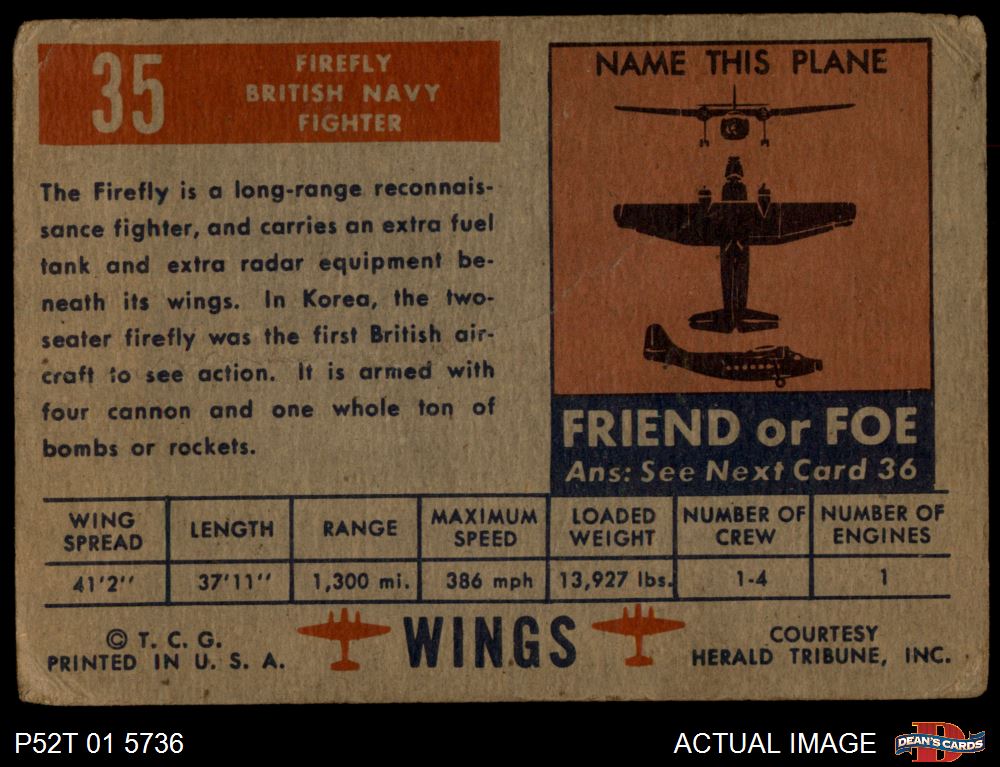 35
FIREFLY
BRITISH NAVY
FIGHTER
The Firefly is a long-range reconnais-
sance fighter, and carries an extra fuel
tank and extra radar equipment be-
neath its wings. In Korea, the two-
seater firefly was the first British air-
craft to see action. It is armed with
four cannon and one whole ton of
bombs or rockets.
NAME THIS PLANE
FRIEND or FOE
Ans: See Next Card 36
WING SPREAD LENGTH RANGE MAXIMUM SPEED LOADED WEIGHT NUMBER OF CREW NUMBER OF ENGINES
41'2'' 37'11'' 1,300 mi. 386 mph 13,927 lbs. 1-4 1
© T. C. G.
PRINTED IN U. S. A.
WINGS
COURTESY
HERALD TRIBUNE, INC.
P52T 01 5736
ACTUAL IMAGE
D
DEAN'S CARDS